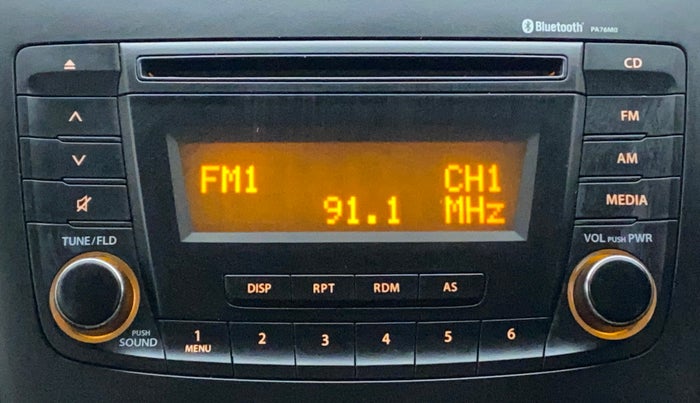 Bluetooth PA76M0
CD
FM
AM
MEDIA
FM1 CH1
91.1 MHz
TUNE/FLD
VOL PUSH PWR
DISP RPT RDM AS
PUSH
SOUND
1 2 3 4 5 6
MENU